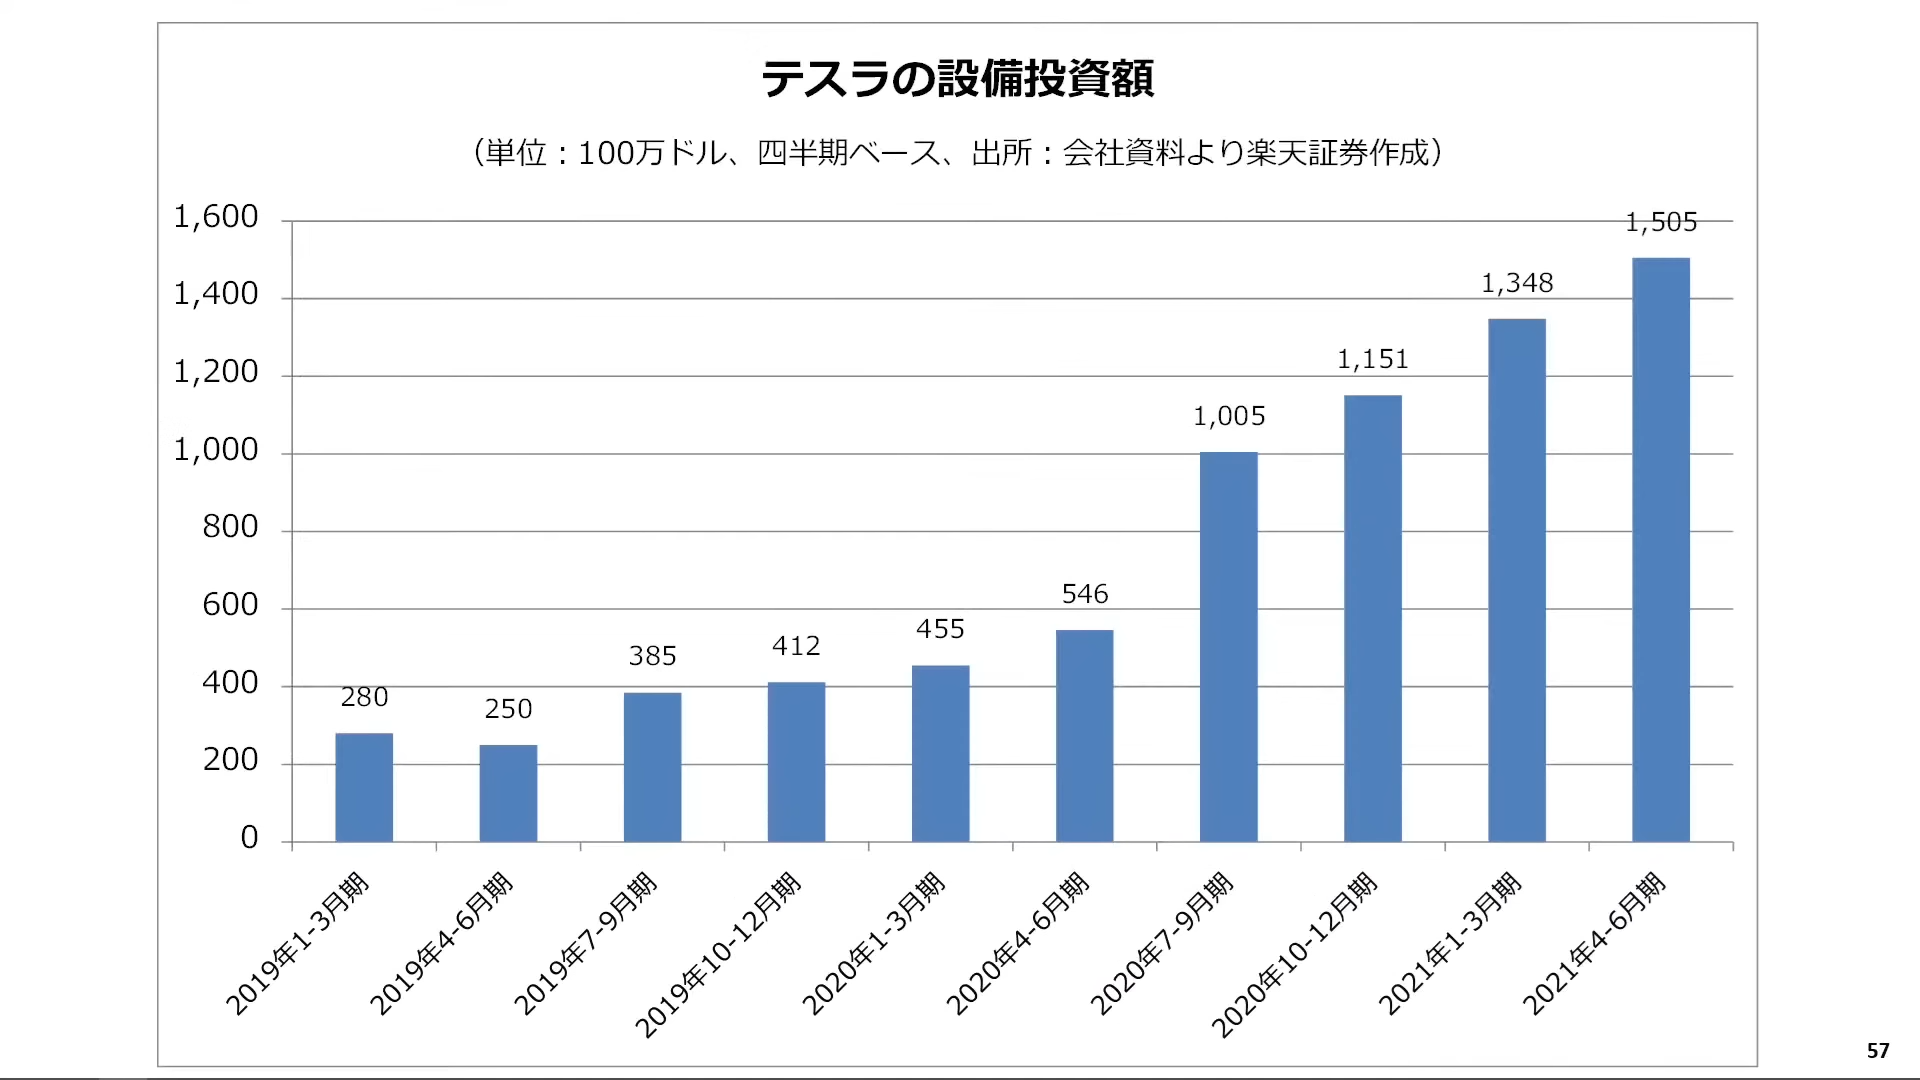 テスラの設備投資額
（単位：100万ドル、四半期ベース、出所：会社資料より楽天証券作成）
1,600
1,400
1,200
1,000
800
600
400
200
0
280
250
385
412
455
546
1,005
1,151
1,348
1,505
2019年1-3月期
2019年4-6月期
2019年7-9月期
2019年10-12月期
2020年1-3月期
2020年4-6月期
2020年7-9月期
2020年10-12月期
2021年1-3月期
2021年4-6月期
57